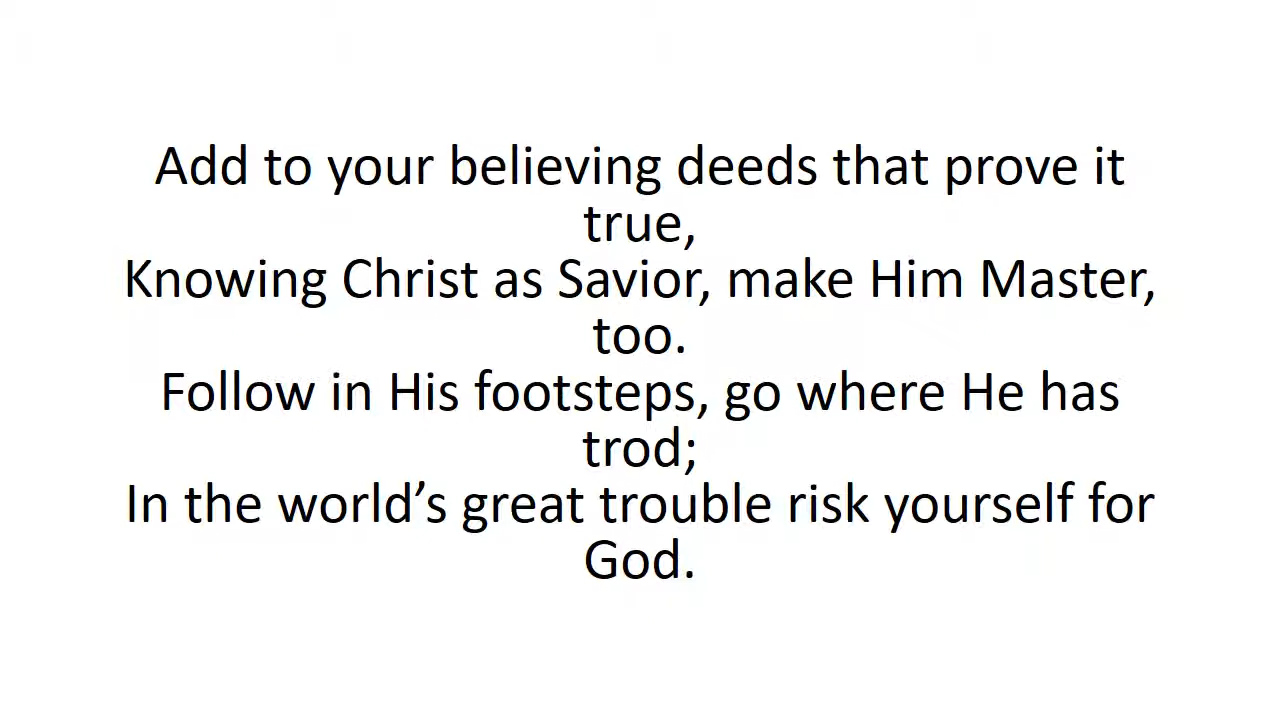 Add to your believing deeds that prove it
true,
Knowing Christ as Savior, make Him Master,
too.
Follow in His footsteps, go where He has
trod;
In the world’s great trouble risk yourself for
God.